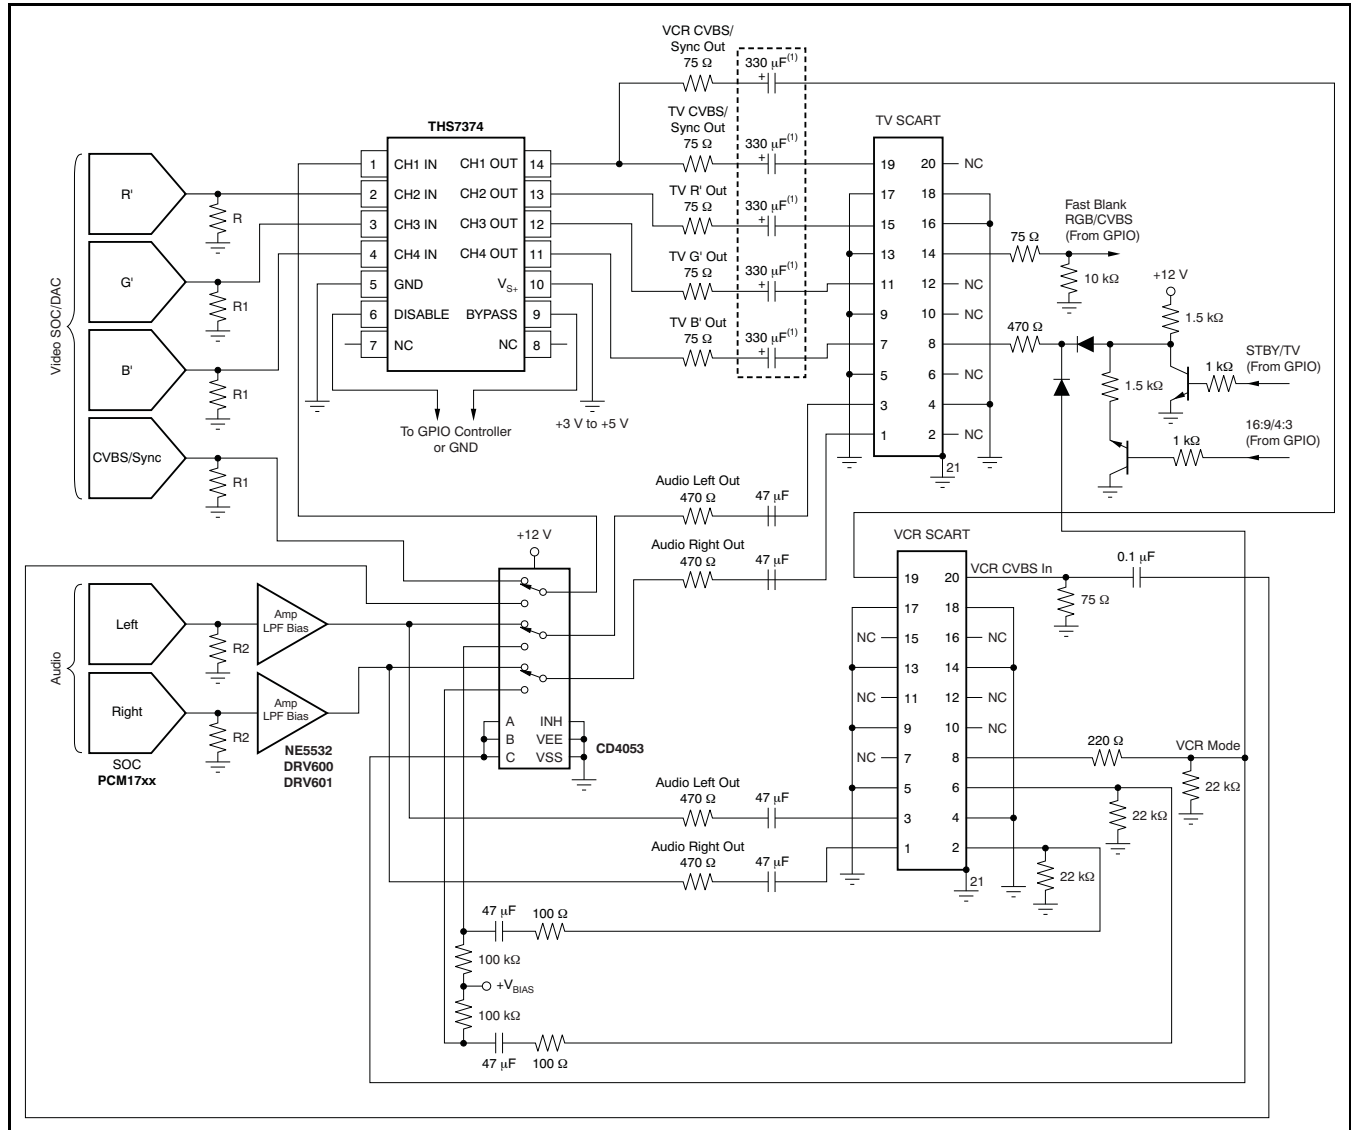 VCR CVBS/
Sync Out
75 Ω
330 µF(1)
+
TV CVBS/
Sync Out
75 Ω
330 µF(1)
+
TV R' Out
75 Ω
330 µF(1)
+
TV G' Out
75 Ω
330 µF(1)
+
TV B' Out
75 Ω
330 µF(1)
+
THS7374
1 CH1 IN CH1 OUT 14
2 CH2 IN CH2 OUT 13
3 CH3 IN CH3 OUT 12
4 CH4 IN CH4 OUT 11
5 GND VS+ 10
6 DISABLE BYPASS 9
7 NC NC 8
To GPIO Controller
or GND
+3 V to +5 V
Video SOC/DAC
R'
R
G'
R1
B'
R1
CVBS/Sync
R1
TV SCART
19 20 NC
17 18
15 16
13 14
11 12 NC
9 10 NC
7 8
5 6 NC
3 4
1 2 NC
21
75 Ω
Fast Blank
RGB/CVBS
(From GPIO)
10 kΩ
+12 V
1.5 kΩ
470 Ω
1.5 kΩ
1 kΩ
STBY/TV
(From GPIO)
1 kΩ
16:9/4:3
(From GPIO)
Audio Left Out
470 Ω
47 µF
Audio Right Out
470 Ω
47 µF
+12 V
A INH
B VEE
C VSS
CD4053
Audio
Left
R2
Amp
LPF Bias
Right
R2
Amp
LPF Bias
SOC
PCM17xx
NE5532
DRV600
DRV601
VCR SCART
19 20 VCR CVBS In
17 18
NC 15 16 NC
13 14
NC 11 12 NC
9 10 NC
NC 7 8
5 6
3 4
1 2
21
0.1 µF
75 Ω
220 Ω
VCR Mode
22 kΩ
22 kΩ
22 kΩ
Audio Left Out
470 Ω
47 µF
Audio Right Out
470 Ω
47 µF
47 µF
100 Ω
100 kΩ
+VBIAS
100 kΩ
47 µF
100 Ω